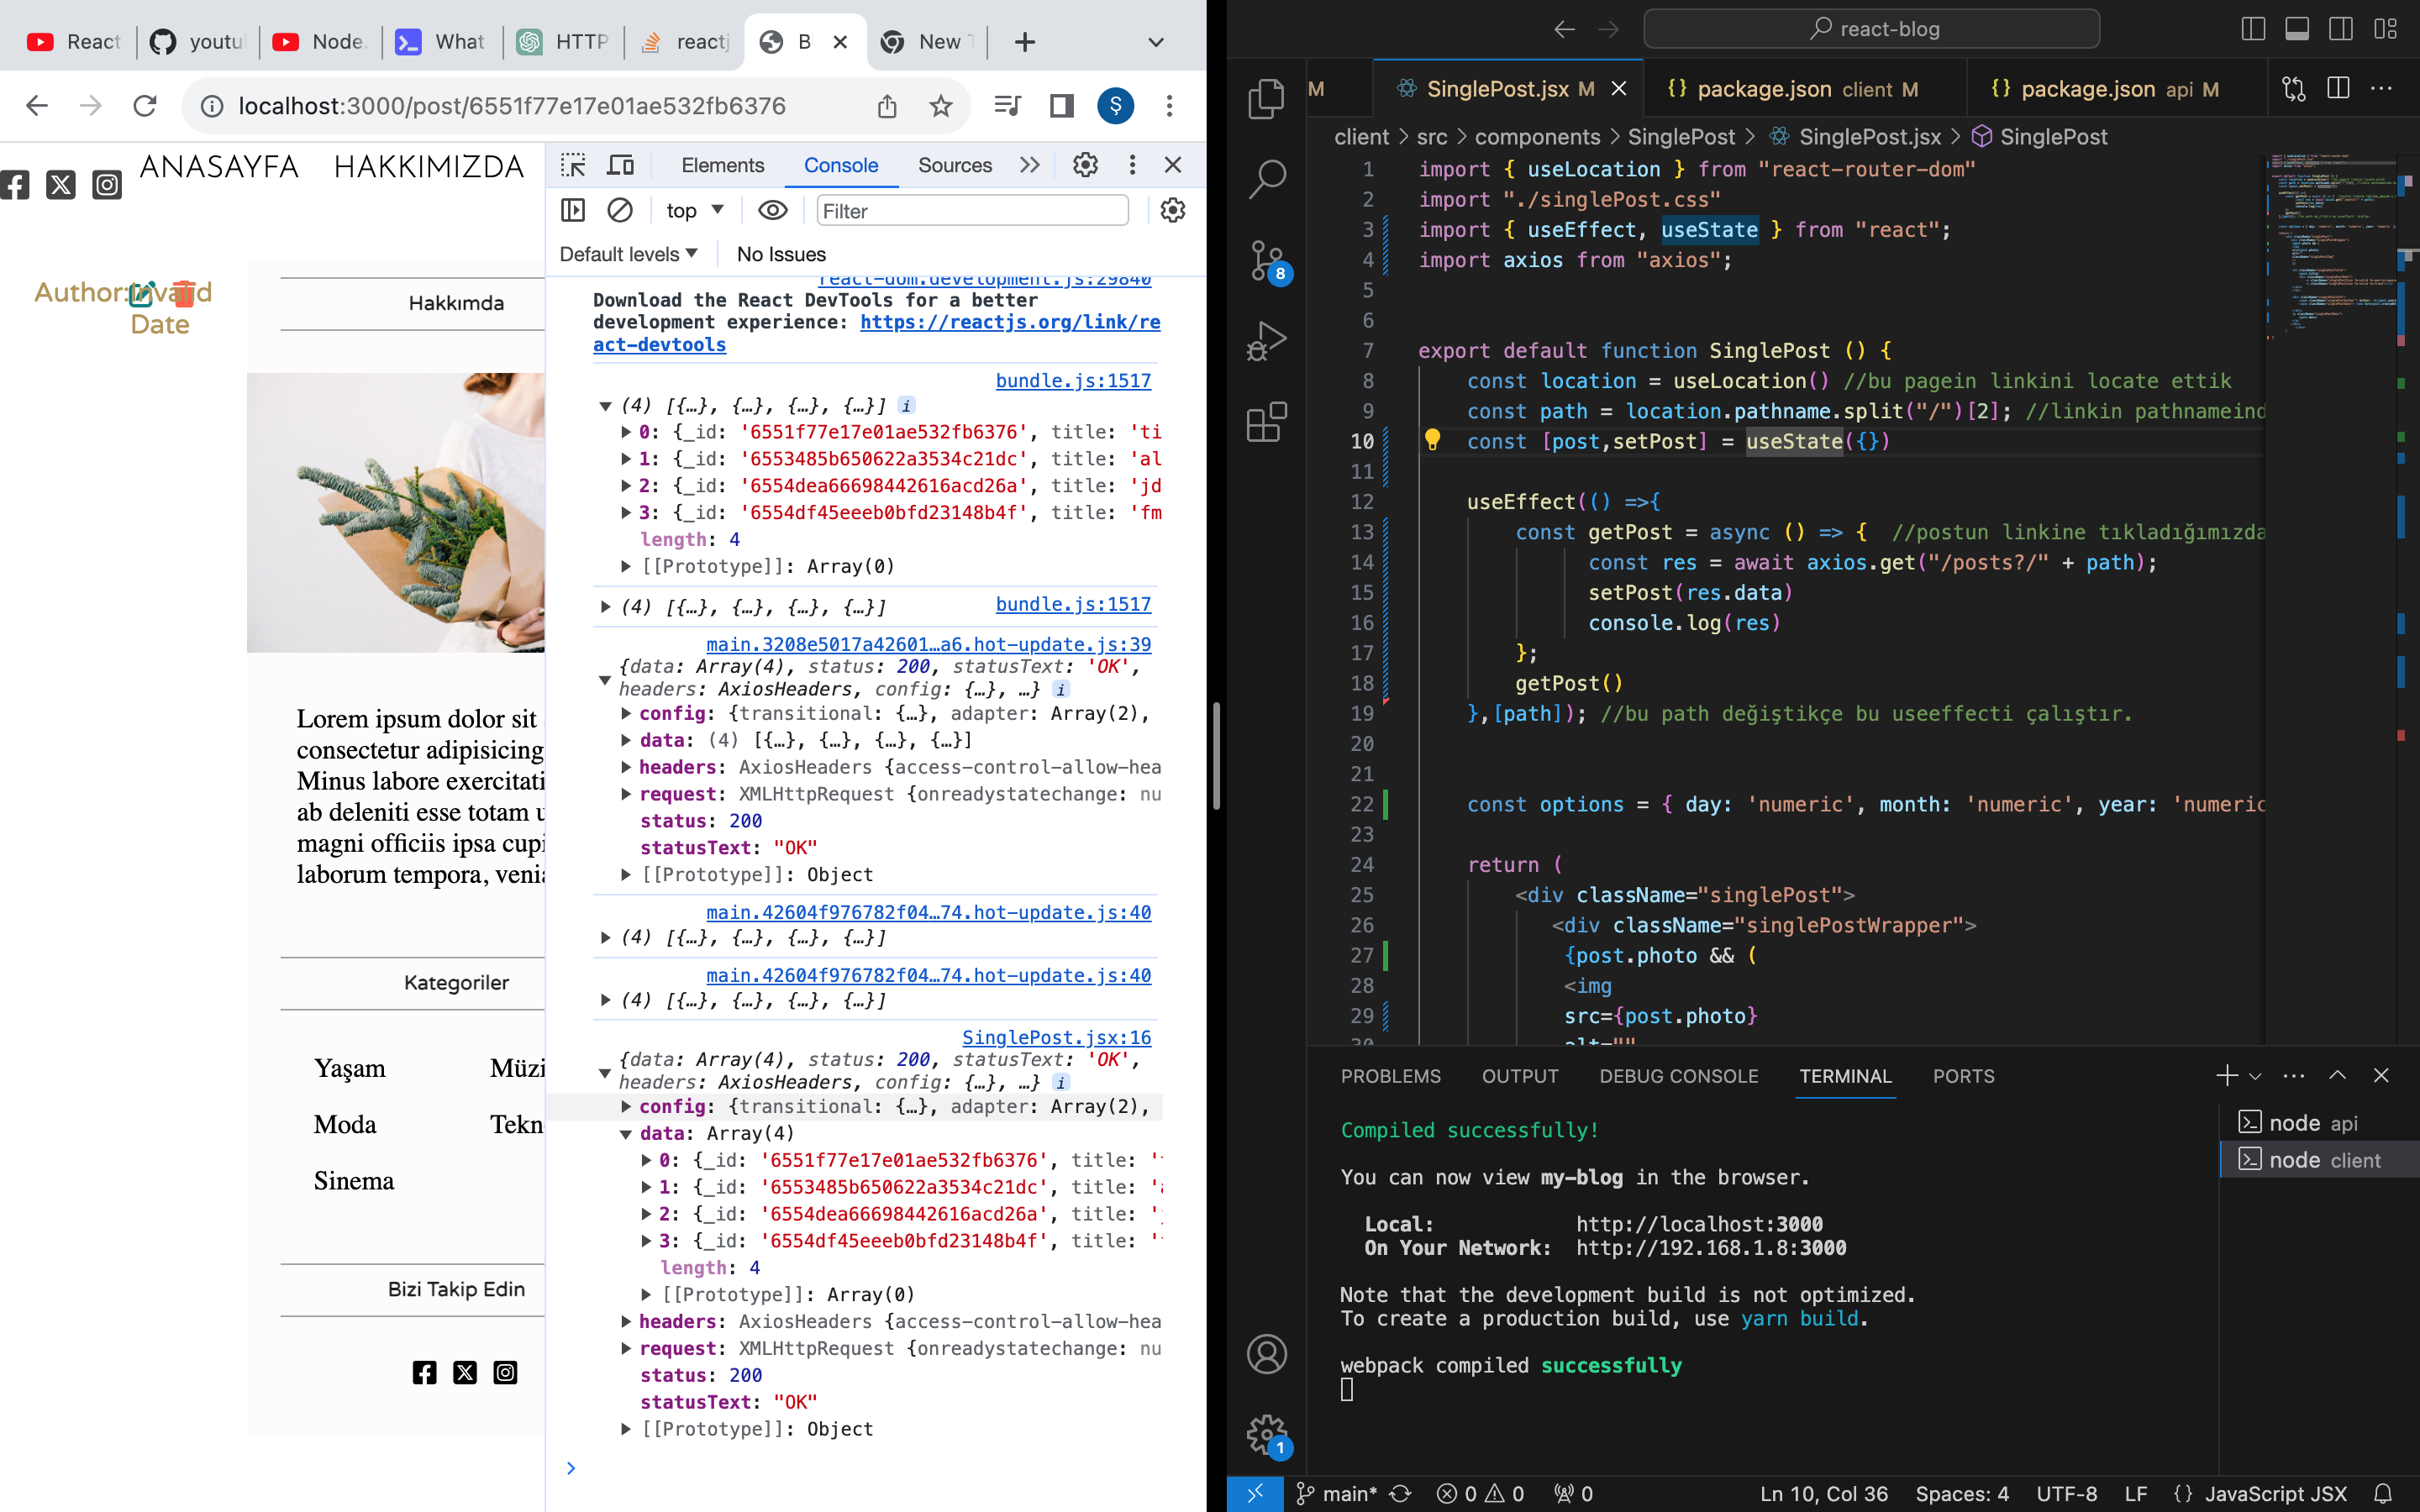 React
youtu
Node.
What
HTTP
reactj
B
New T
localhost:3000/post/6551f77e17e01ae532fb6376
Ş
ANASAYFA HAKKIMIZDA
Author:Invalid
Date
Hakkımda
Lorem ipsum dolor sit
consectetur adipisicing
Minus labore exercitati
ab deleniti esse totam u
magni officiis ipsa cupi
laborum tempora, venia
Kategoriler
Yaşam Müzi
Moda Tekn
Sinema
Bizi Takip Edin
Elements Console Sources
top Filter
Default levels No Issues
react-dom.development.js:29840
Download the React DevTools for a better
development experience: https://reactjs.org/link/re
act-devtools
bundle.js:1517
(4) [{…}, {…}, {…}, {…}] i
0: {_id: '6551f77e17e01ae532fb6376', title: 'ti
1: {_id: '6553485b650622a3534c21dc', title: 'al
2: {_id: '6554dea66698442616acd26a', title: 'jd
3: {_id: '6554df45eeeb0bfd23148b4f', title: 'fm
length: 4
[[Prototype]]: Array(0)
(4) [{…}, {…}, {…}, {…}] bundle.js:1517
main.3208e5017a42601…a6.hot-update.js:39
{data: Array(4), status: 200, statusText: 'OK',
headers: AxiosHeaders, config: {…}, …} i
config: {transitional: {…}, adapter: Array(2),
data: (4) [{…}, {…}, {…}, {…}]
headers: AxiosHeaders {access-control-allow-hea
request: XMLHttpRequest {onreadystatechange: nu
status: 200
statusText: "OK"
[[Prototype]]: Object
main.42604f976782f04…74.hot-update.js:40
(4) [{…}, {…}, {…}, {…}]
main.42604f976782f04…74.hot-update.js:40
(4) [{…}, {…}, {…}, {…}]
SinglePost.jsx:16
{data: Array(4), status: 200, statusText: 'OK',
headers: AxiosHeaders, config: {…}, …} i
config: {transitional: {…}, adapter: Array(2),
data: Array(4)
0: {_id: '6551f77e17e01ae532fb6376', title: '
1: {_id: '6553485b650622a3534c21dc', title: '
2: {_id: '6554dea66698442616acd26a', title: '
3: {_id: '6554df45eeeb0bfd23148b4f', title: '
length: 4
[[Prototype]]: Array(0)
headers: AxiosHeaders {access-control-allow-hea
request: XMLHttpRequest {onreadystatechange: nu
status: 200
statusText: "OK"
[[Prototype]]: Object
react-blog
M SinglePost.jsx M {} package.json client M {} package.json api M
client > src > components > SinglePost > SinglePost.jsx > SinglePost
1 import { useLocation } from "react-router-dom"
2 import "./singlePost.css"
3 import { useEffect, useState } from "react";
4 import axios from "axios";
5
6
7 export default function SinglePost () {
8 const location = useLocation() //bu pagein linkini locate ettik
9 const path = location.pathname.split("/")[2]; //linkin pathnameind
10 const [post,setPost] = useState({})
11
12 useEffect(() =>{
13 const getPost = async () => { //postun linkine tıkladığımızda
14 const res = await axios.get("/posts?/" + path);
15 setPost(res.data)
16 console.log(res)
17 };
18 getPost()
19 },[path]); //bu path değiştikçe bu useeffecti çalıştır.
20
21
22 const options = { day: 'numeric', month: 'numeric', year: 'numeric
23
24 return (
25 <div className="singlePost">
26 <div className="singlePostWrapper">
27 {post.photo && (
28 <img
29 src={post.photo}
30 alt=""
8
1
PROBLEMS OUTPUT DEBUG CONSOLE TERMINAL PORTS
Compiled successfully!
You can now view my-blog in the browser.
Local: http://localhost:3000
On Your Network: http://192.168.1.8:3000
Note that the development build is not optimized.
To create a production build, use yarn build.
webpack compiled successfully
node api
node client
main* 0 0 0 Ln 10, Col 36 Spaces: 4 UTF-8 LF {} JavaScript JSX